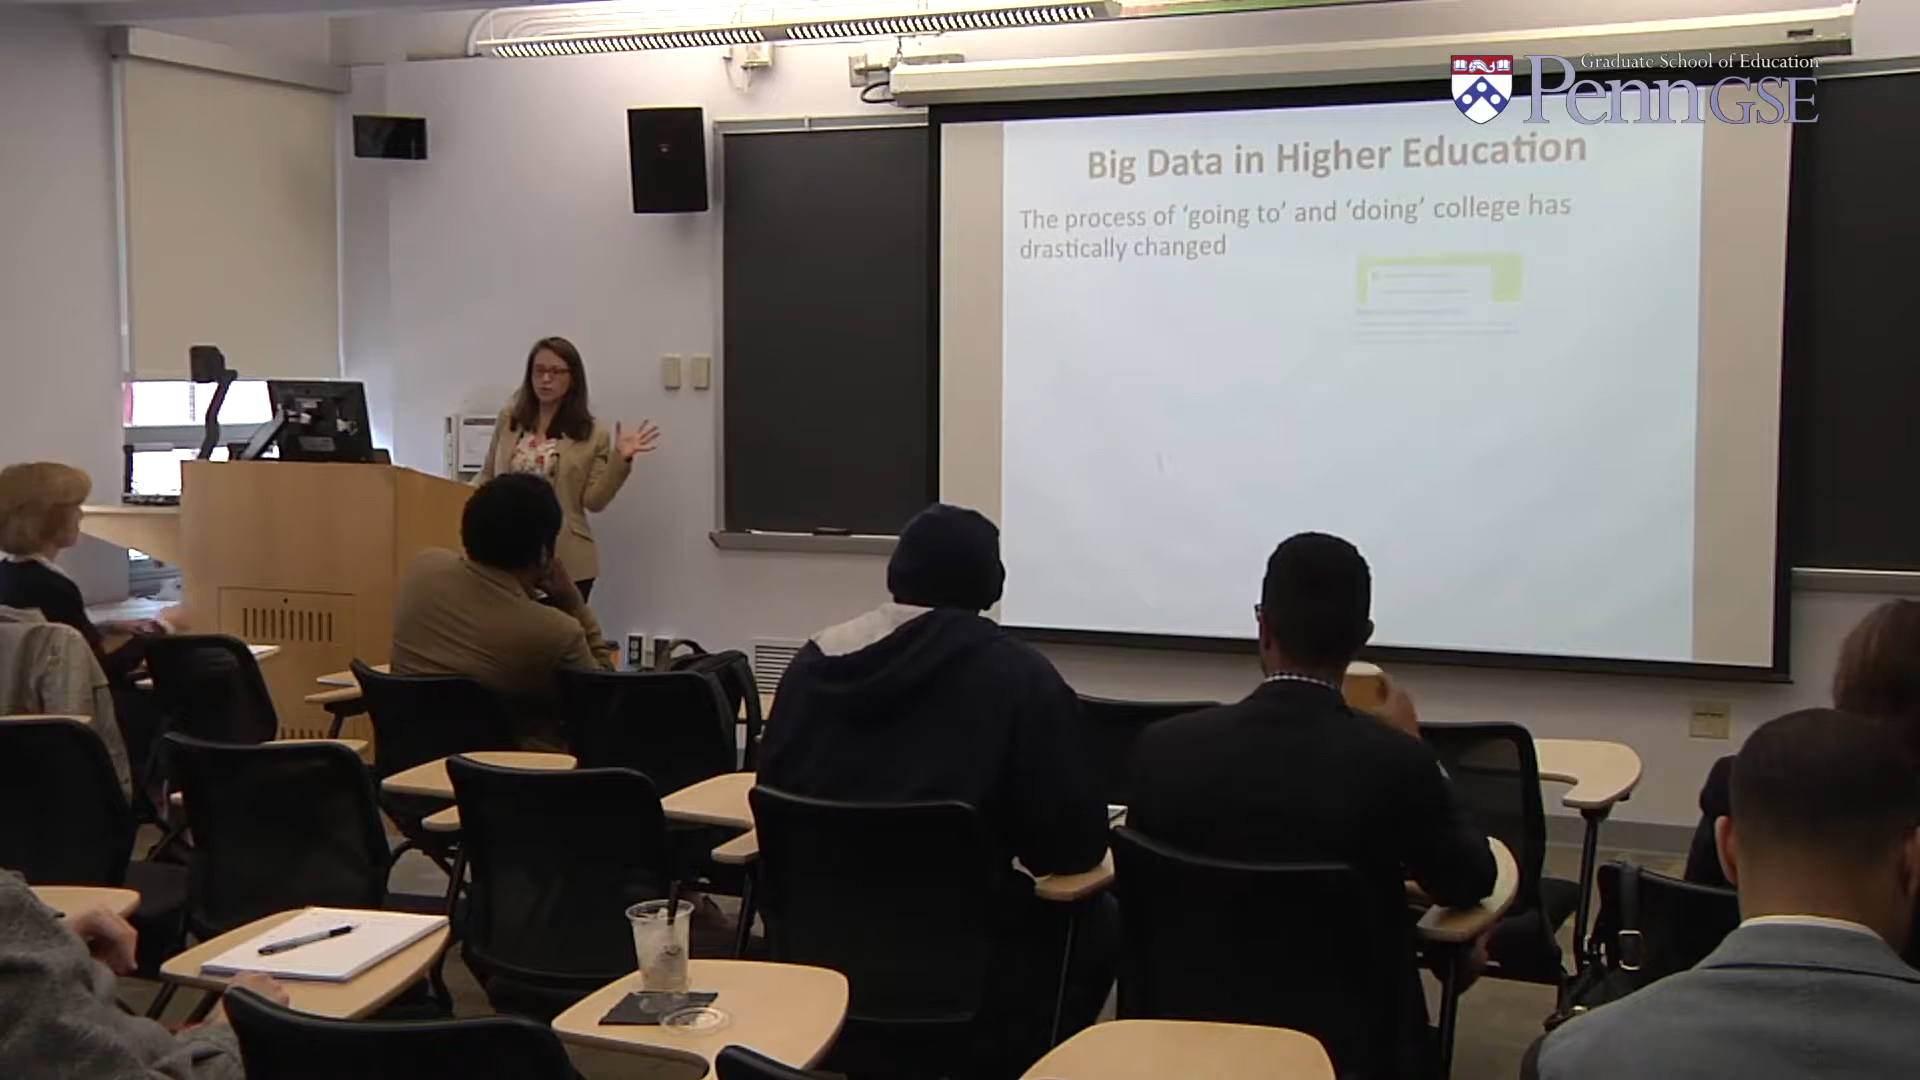 Graduate School of Education
PennGSE
Big Data in Higher Education
The process of ‘going to’ and ‘doing’ college has
drastically changed